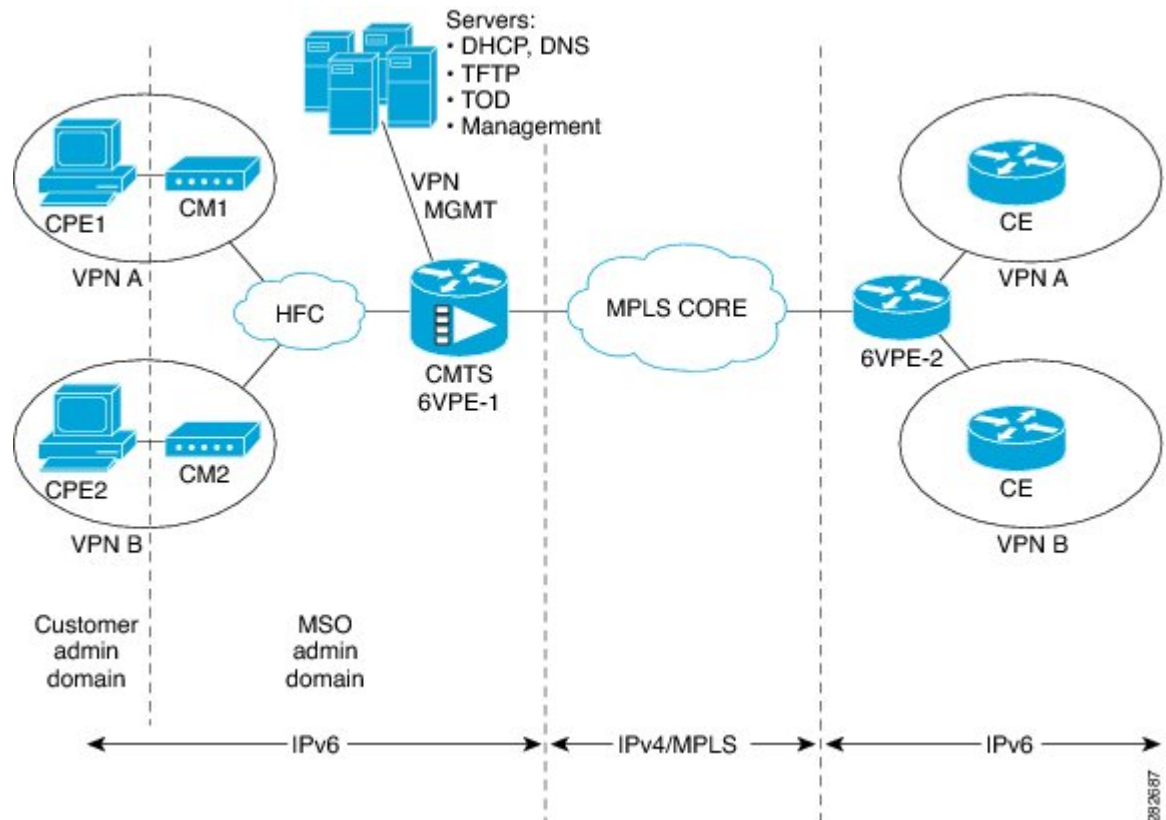 Servers:
• DHCP, DNS
• TFTP
• TOD
• Management
VPN
MGMT
CPE1
CM1
VPN A
HFC
CMTS
6VPE-1
MPLS CORE
CE
VPN A
6VPE-2
CPE2
CM2
VPN B
CE
VPN B
Customer
admin
domain
MSO
admin
domain
IPv6
IPv4/MPLS
IPv6
282687